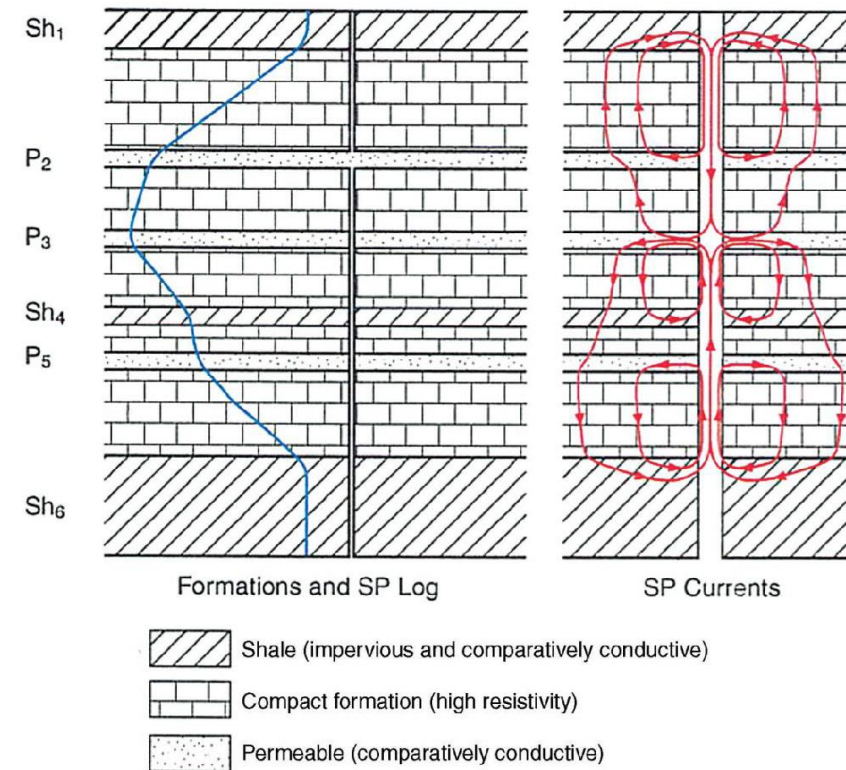 Sh₁
P₂
P₃
Sh₄
P₅
Sh₆
Formations and SP Log
SP Currents
Shale (impervious and comparatively conductive)
Compact formation (high resistivity)
Permeable (comparatively conductive)